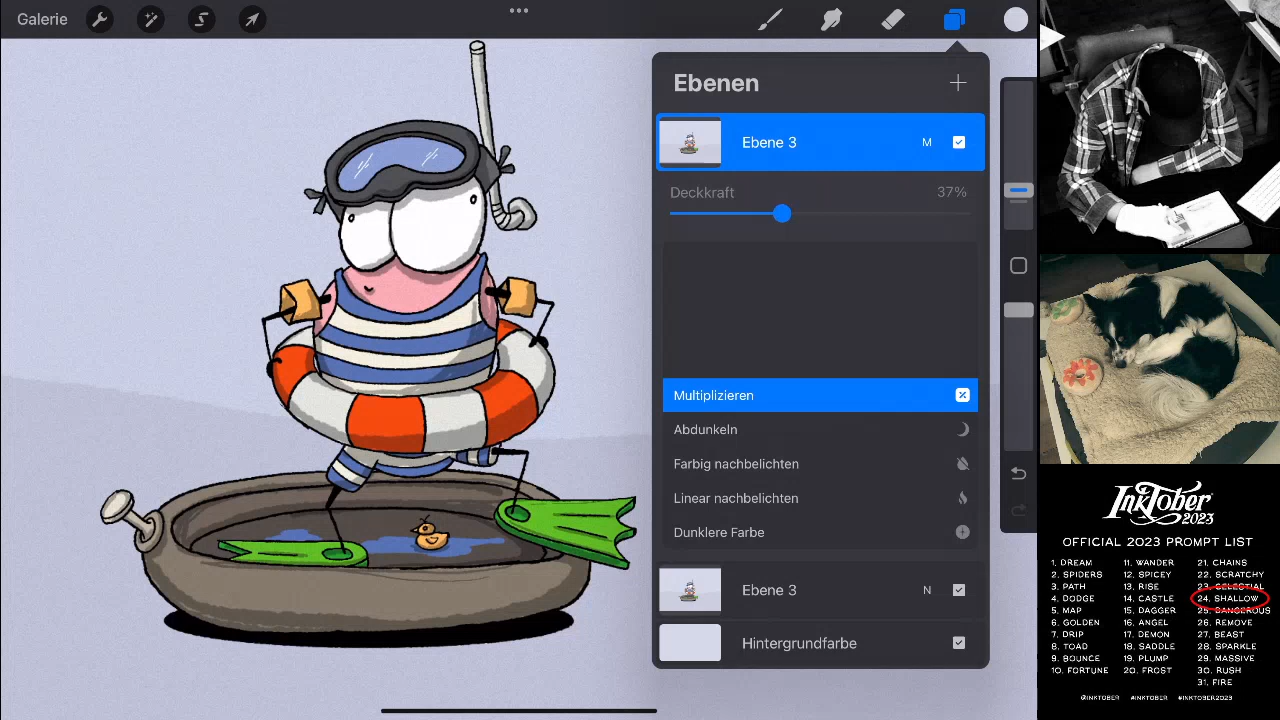 Galerie
Ebenen
Ebene 3 M
Deckkraft 37%
Multiplizieren
Abdunkeln
Farbig nachbelichten
Linear nachbelichten
Dunklere Farbe
Ebene 3 N
Hintergrundfarbe
INKTOBER
2023
OFFICIAL 2023 PROMPT LIST
1. DREAM 11. WANDER 21. CHAINS
2. SPIDERS 12. SPICEY 22. SCRATCHY
3. PATH 13. RISE 23. CELESTIAL
4. DODGE 14. CASTLE 24. SHALLOW
5. MAP 15. DAGGER 25. DANGEROUS
6. GOLDEN 16. ANGEL 26. REMOVE
7. DRIP 17. DEMON 27. BEAST
8. TOAD 18. SADDLE 28. SPARKLE
9. BOUNCE 19. PLUMP 29. MASSIVE
10. FORTUNE 20. FROST 30. RUSH
31. FIRE
@INKTOBER #INKTOBER #INKTOBER2023